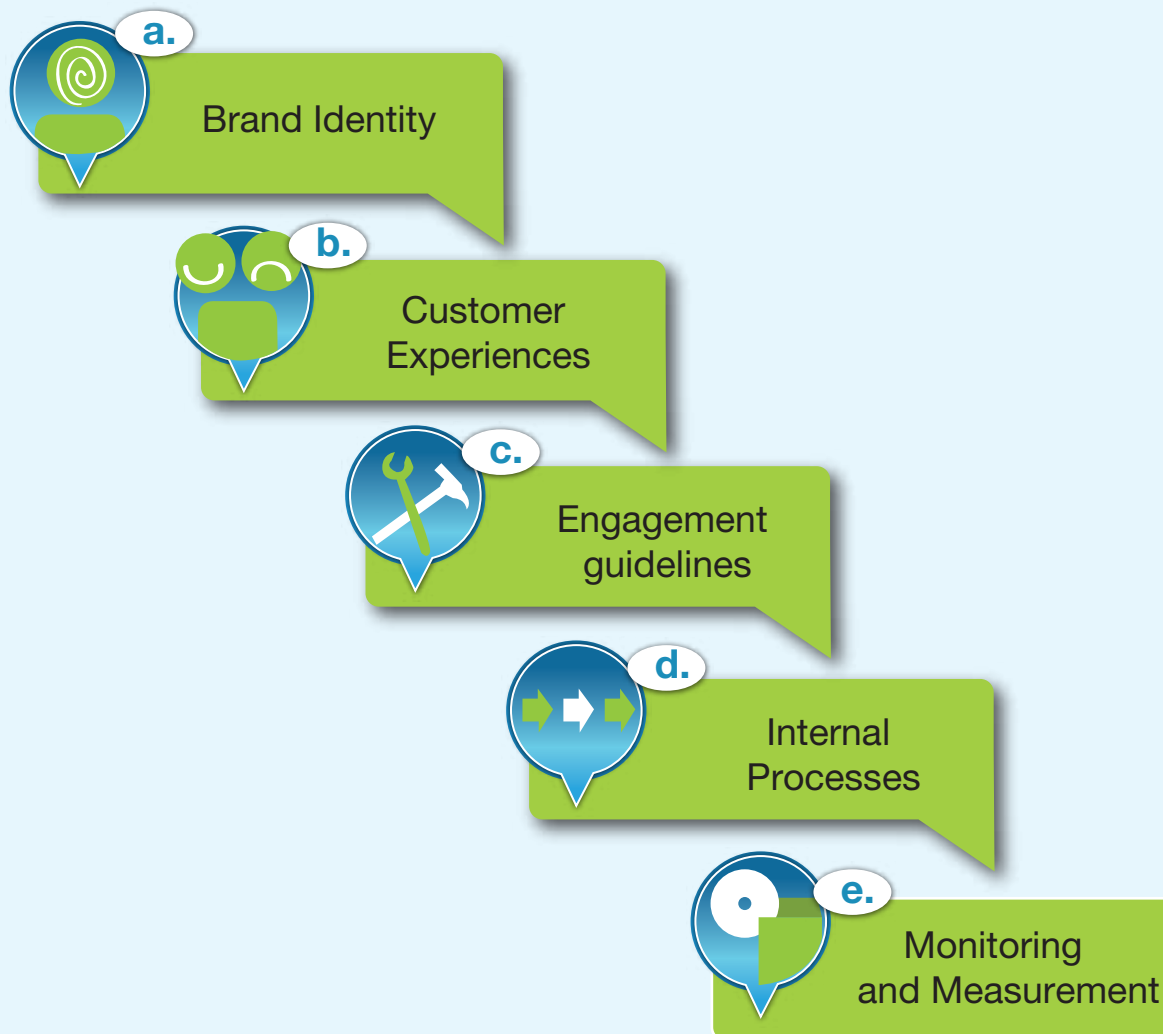 a.
Brand Identity
b.
Customer
Experiences
c.
Engagement
guidelines
d.
Internal
Processes
e.
Monitoring
and Measurement